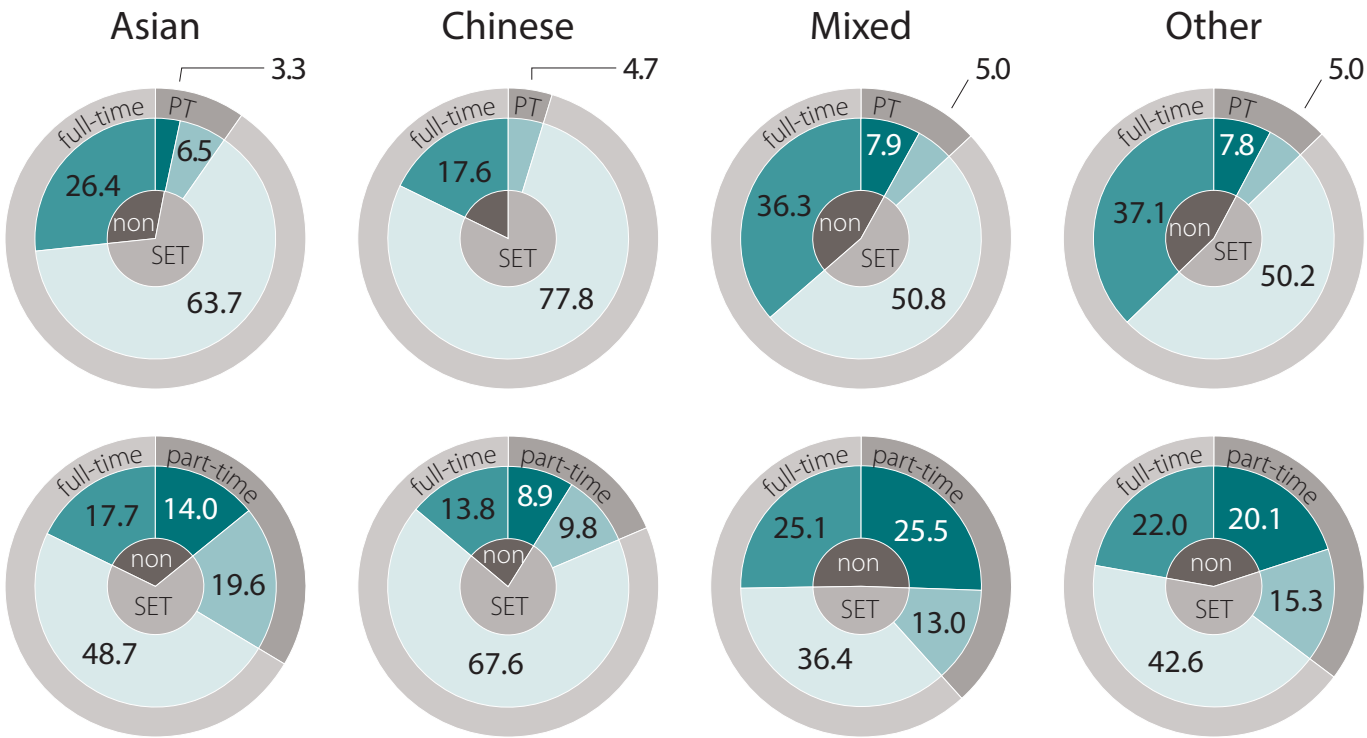 Asian
Chinese
Mixed
Other
3.3
4.7
5.0
5.0
full-time
PT
6.5
26.4
non
SET
63.7
full-time
PT
17.6
SET
77.8
full-time
PT
7.9
36.3
non
SET
50.8
full-time
PT
7.8
37.1
non
SET
50.2
full-time
part-time
17.7
14.0
non
19.6
SET
48.7
full-time
part-time
13.8
8.9
9.8
non
SET
67.6
full-time
part-time
25.1
25.5
non
SET
13.0
36.4
full-time
part-time
22.0
20.1
non
SET
15.3
42.6